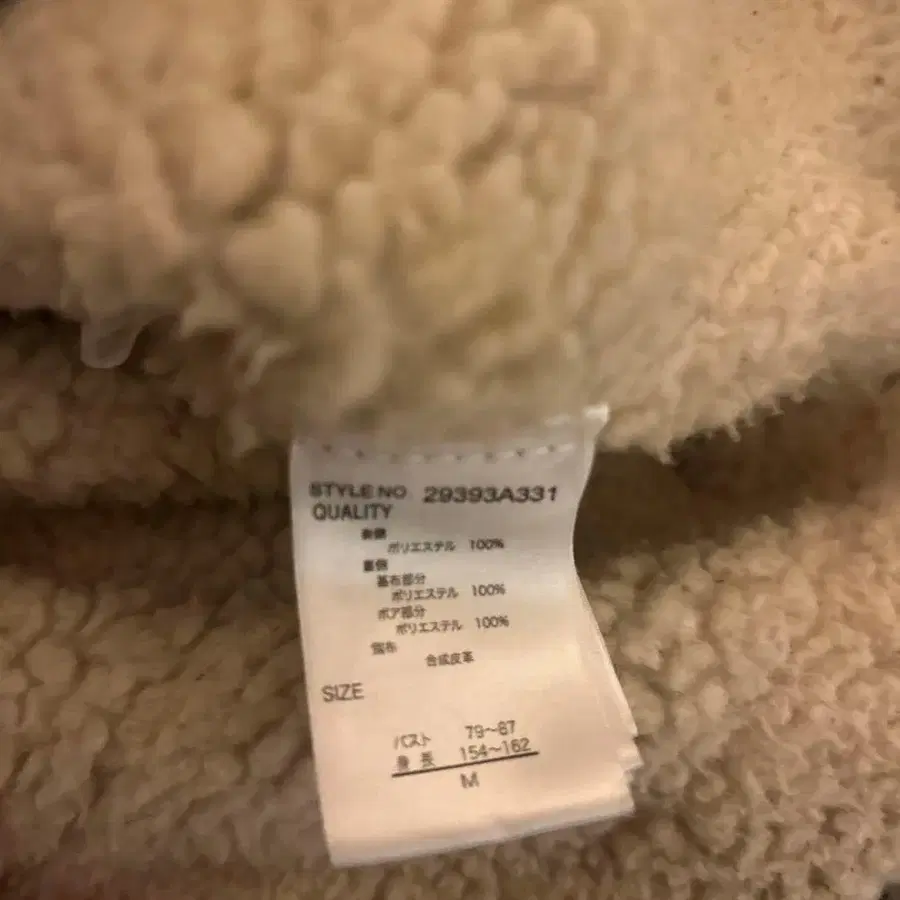 STYLE NO 29393A331
QUALITY
表側
ポリエステル 100%
裏側
基布部分
ポリエステル 100%
ボア部分
ポリエステル 100%
別布
合成皮革
SIZE
バスト 79〜87
身長 154〜162
M